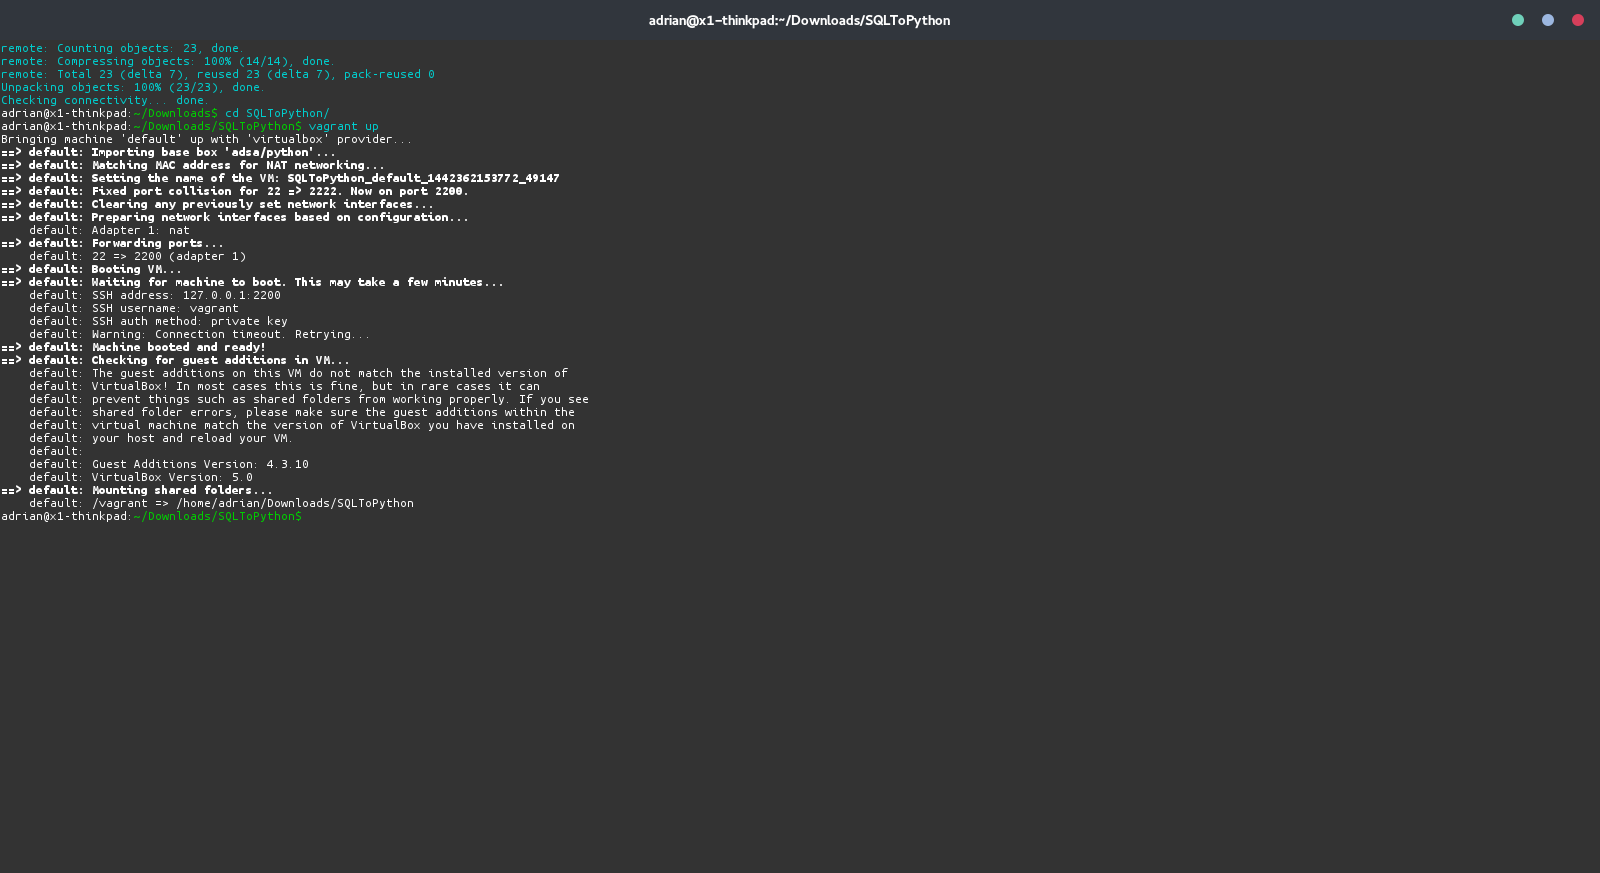 adrian@x1-thinkpad:~/Downloads/SQLToPython
remote: Counting objects: 23, done.
remote: Compressing objects: 100% (14/14), done.
remote: Total 23 (delta 7), reused 23 (delta 7), pack-reused 0
Unpacking objects: 100% (23/23), done.
Checking connectivity... done.
adrian@x1-thinkpad:~/Downloads$ cd SQLToPython/
adrian@x1-thinkpad:~/Downloads/SQLToPython$ vagrant up
Bringing machine 'default' up with 'virtualbox' provider...
==> default: Importing base box 'adsa/python'...
==> default: Matching MAC address for NAT networking...
==> default: Setting the name of the VM: SQLToPython_default_1442362153772_49147
==> default: Fixed port collision for 22 => 2222. Now on port 2200.
==> default: Clearing any previously set network interfaces...
==> default: Preparing network interfaces based on configuration...
    default: Adapter 1: nat
==> default: Forwarding ports...
    default: 22 => 2200 (adapter 1)
==> default: Booting VM...
==> default: Waiting for machine to boot. This may take a few minutes...
    default: SSH address: 127.0.0.1:2200
    default: SSH username: vagrant
    default: SSH auth method: private key
    default: Warning: Connection timeout. Retrying...
==> default: Machine booted and ready!
==> default: Checking for guest additions in VM...
    default: The guest additions on this VM do not match the installed version of
    default: VirtualBox! In most cases this is fine, but in rare cases it can
    default: prevent things such as shared folders from working properly. If you see
    default: shared folder errors, please make sure the guest additions within the
    default: virtual machine match the version of VirtualBox you have installed on
    default: your host and reload your VM.
    default:
    default: Guest Additions Version: 4.3.10
    default: VirtualBox Version: 5.0
==> default: Mounting shared folders...
    default: /vagrant => /home/adrian/Downloads/SQLToPython
adrian@x1-thinkpad:~/Downloads/SQLToPython$